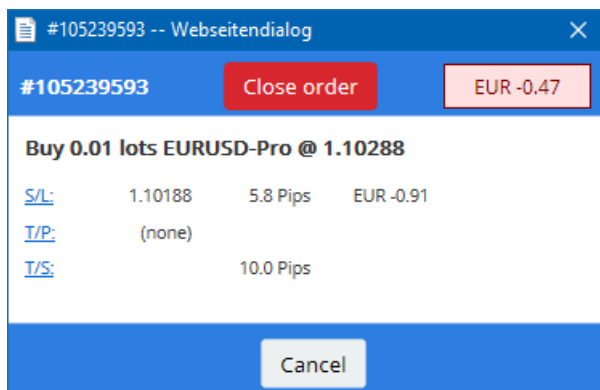 #105239593 -- Webseitendialog
#105239593 Close order EUR -0.47
Buy 0.01 lots EURUSD-Pro @ 1.10288
S/L: 1.10188 5.8 Pips EUR -0.91
T/P: (none)
T/S: 10.0 Pips
Cancel